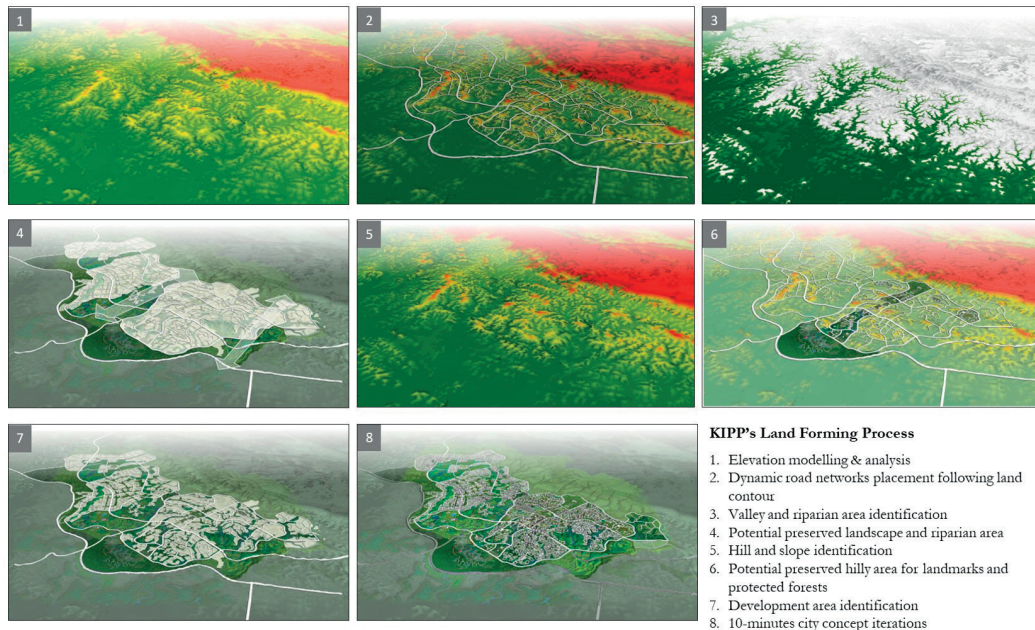 1
2
3
4
5
6
7
8
KIPP's Land Forming Process
1. Elevation modelling & analysis
2. Dynamic road networks placement following land
contour
3. Valley and riparian area identification
4. Potential preserved landscape and riparian area
5. Hill and slope identification
6. Potential preserved hilly area for landmarks and
protected forests
7. Development area identification
8. 10-minutes city concept iterations